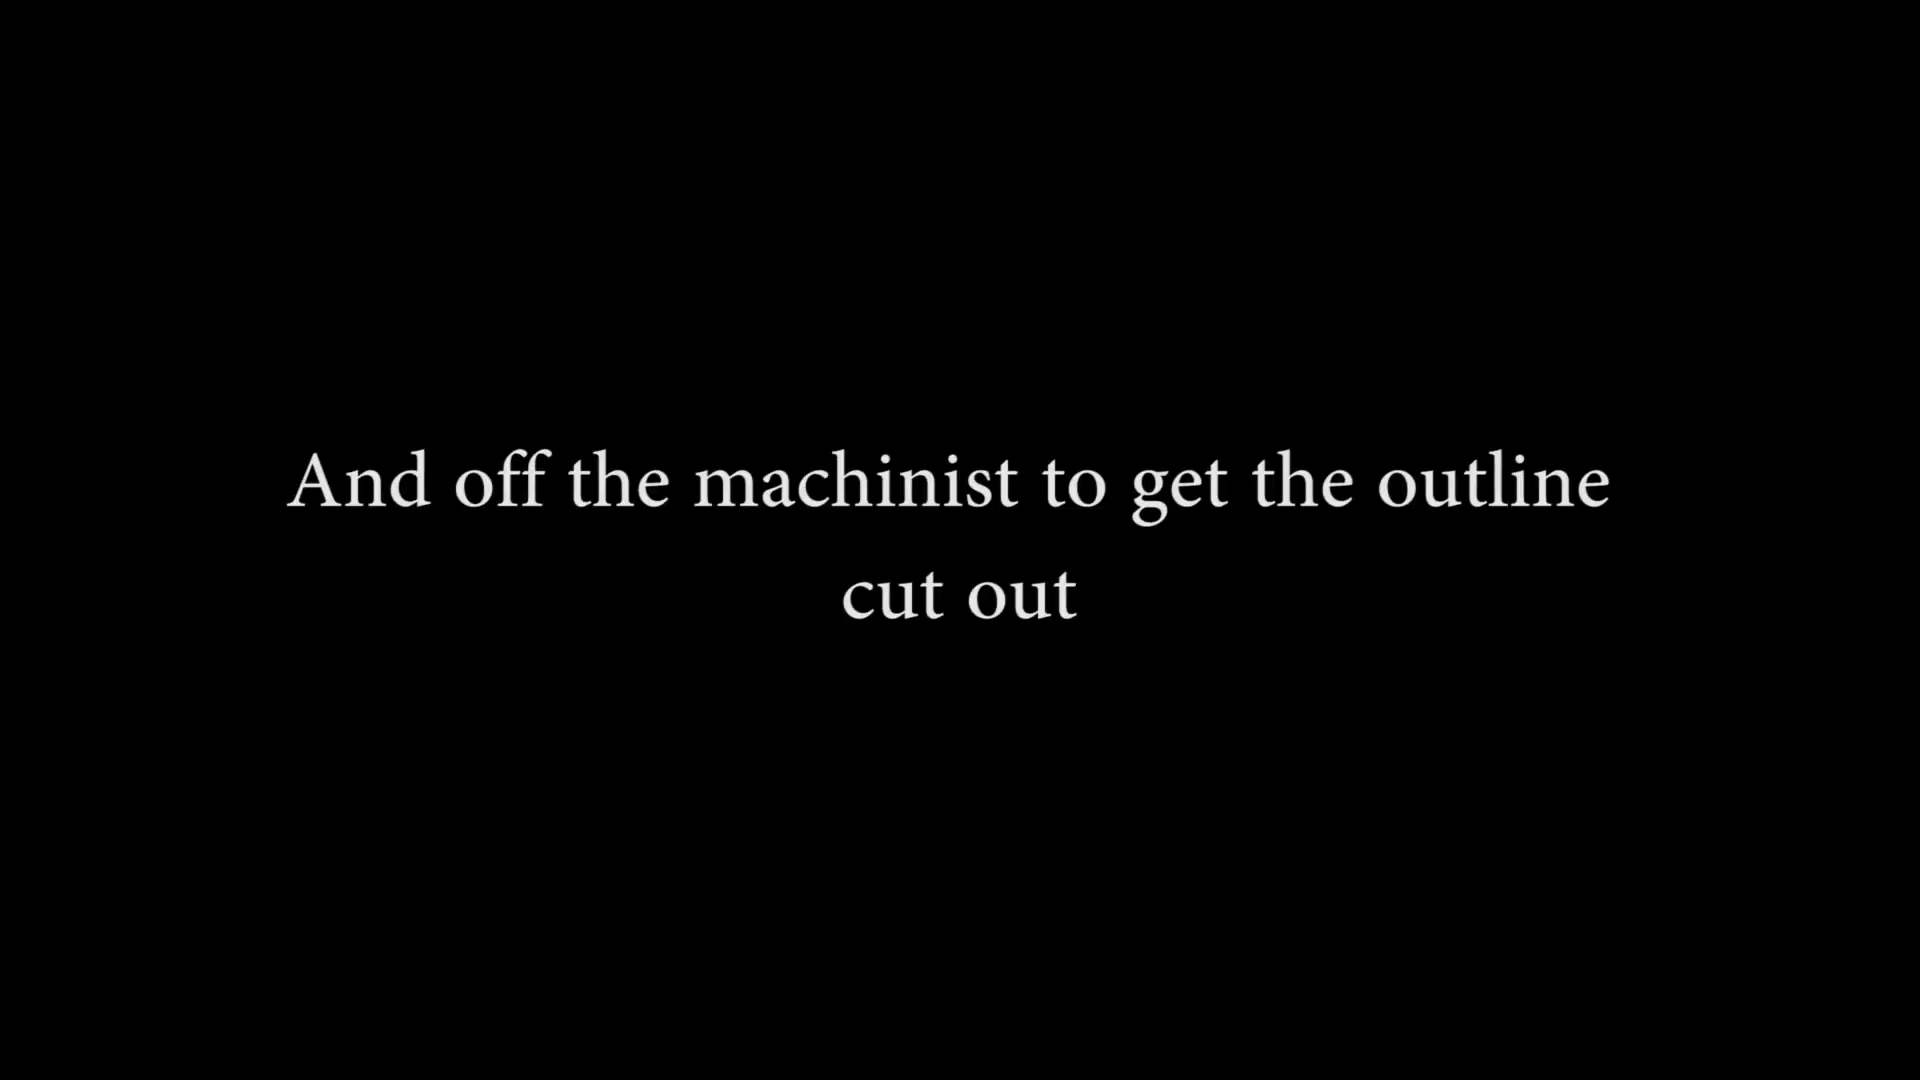 And off the machinist to get the outline
cut out